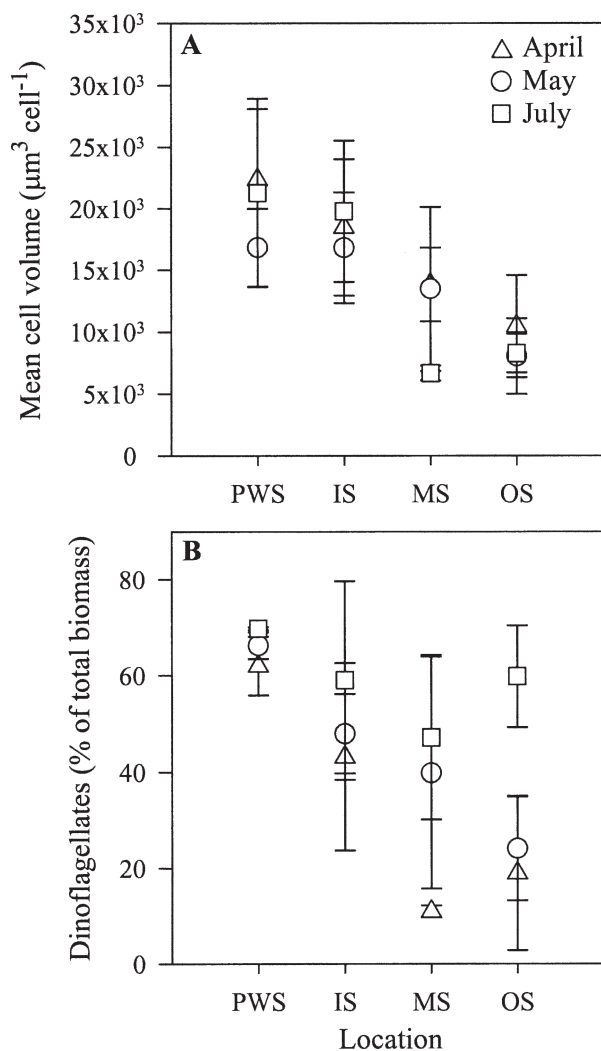 A
April
May
July
35x10³
30x10³
25x10³
20x10³
15x10³
10x10³
5x10³
0
Mean cell volume (µm³ cell⁻¹)
PWS IS MS OS
B
80
60
40
20
0
Dinoflagellates (% of total biomass)
PWS IS MS OS
Location